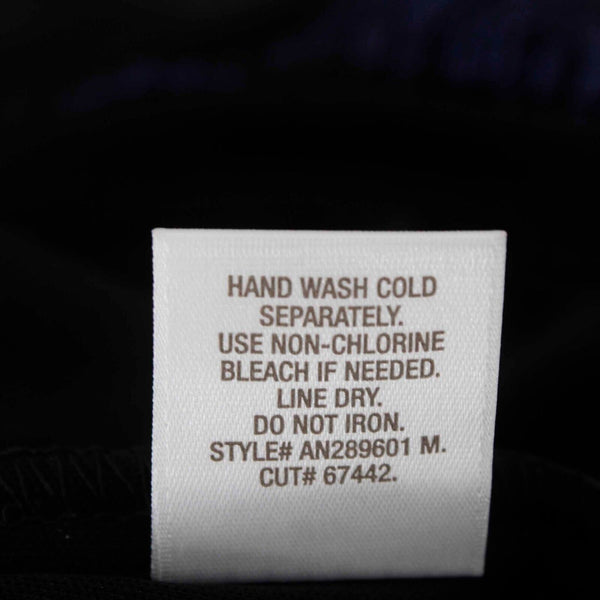 HAND WASH COLD
SEPARATELY.
USE NON-CHLORINE
BLEACH IF NEEDED.
LINE DRY.
DO NOT IRON.
STYLE# AN289601 M.
CUT# 67442.